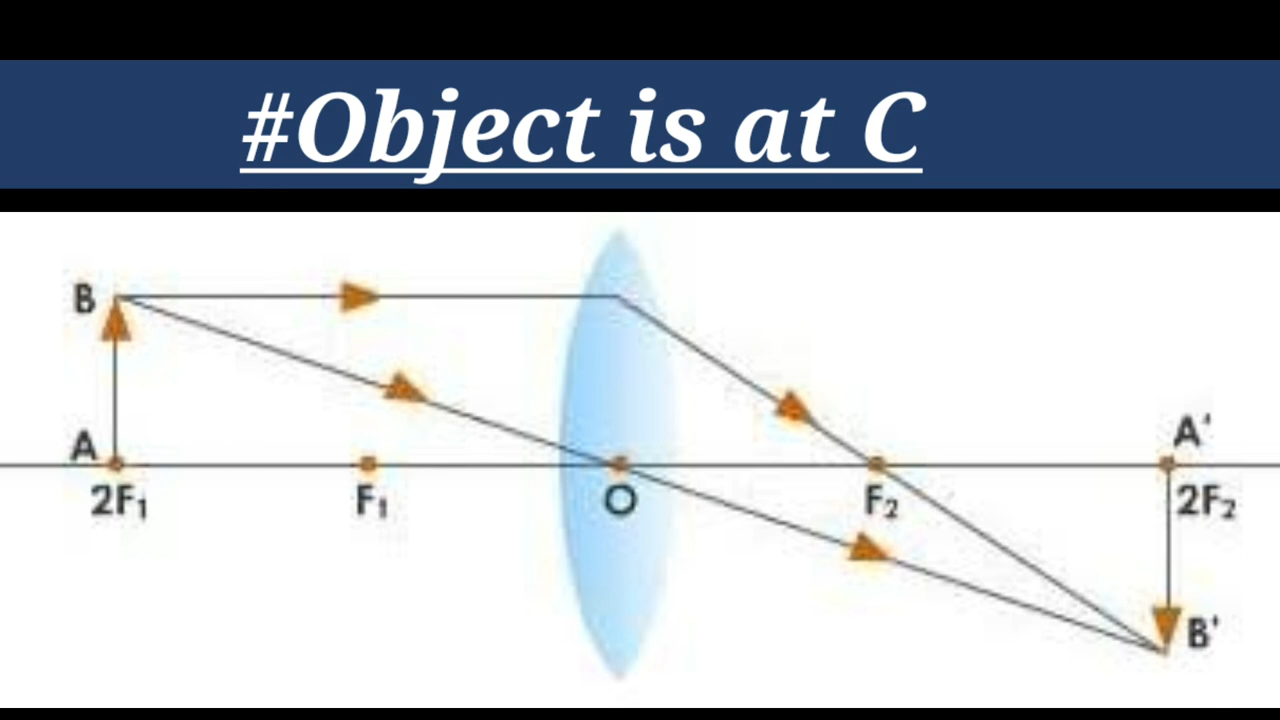 #Object is at C
B
A
A'
2F₁
F₁
O
F₂
2F₂
B'